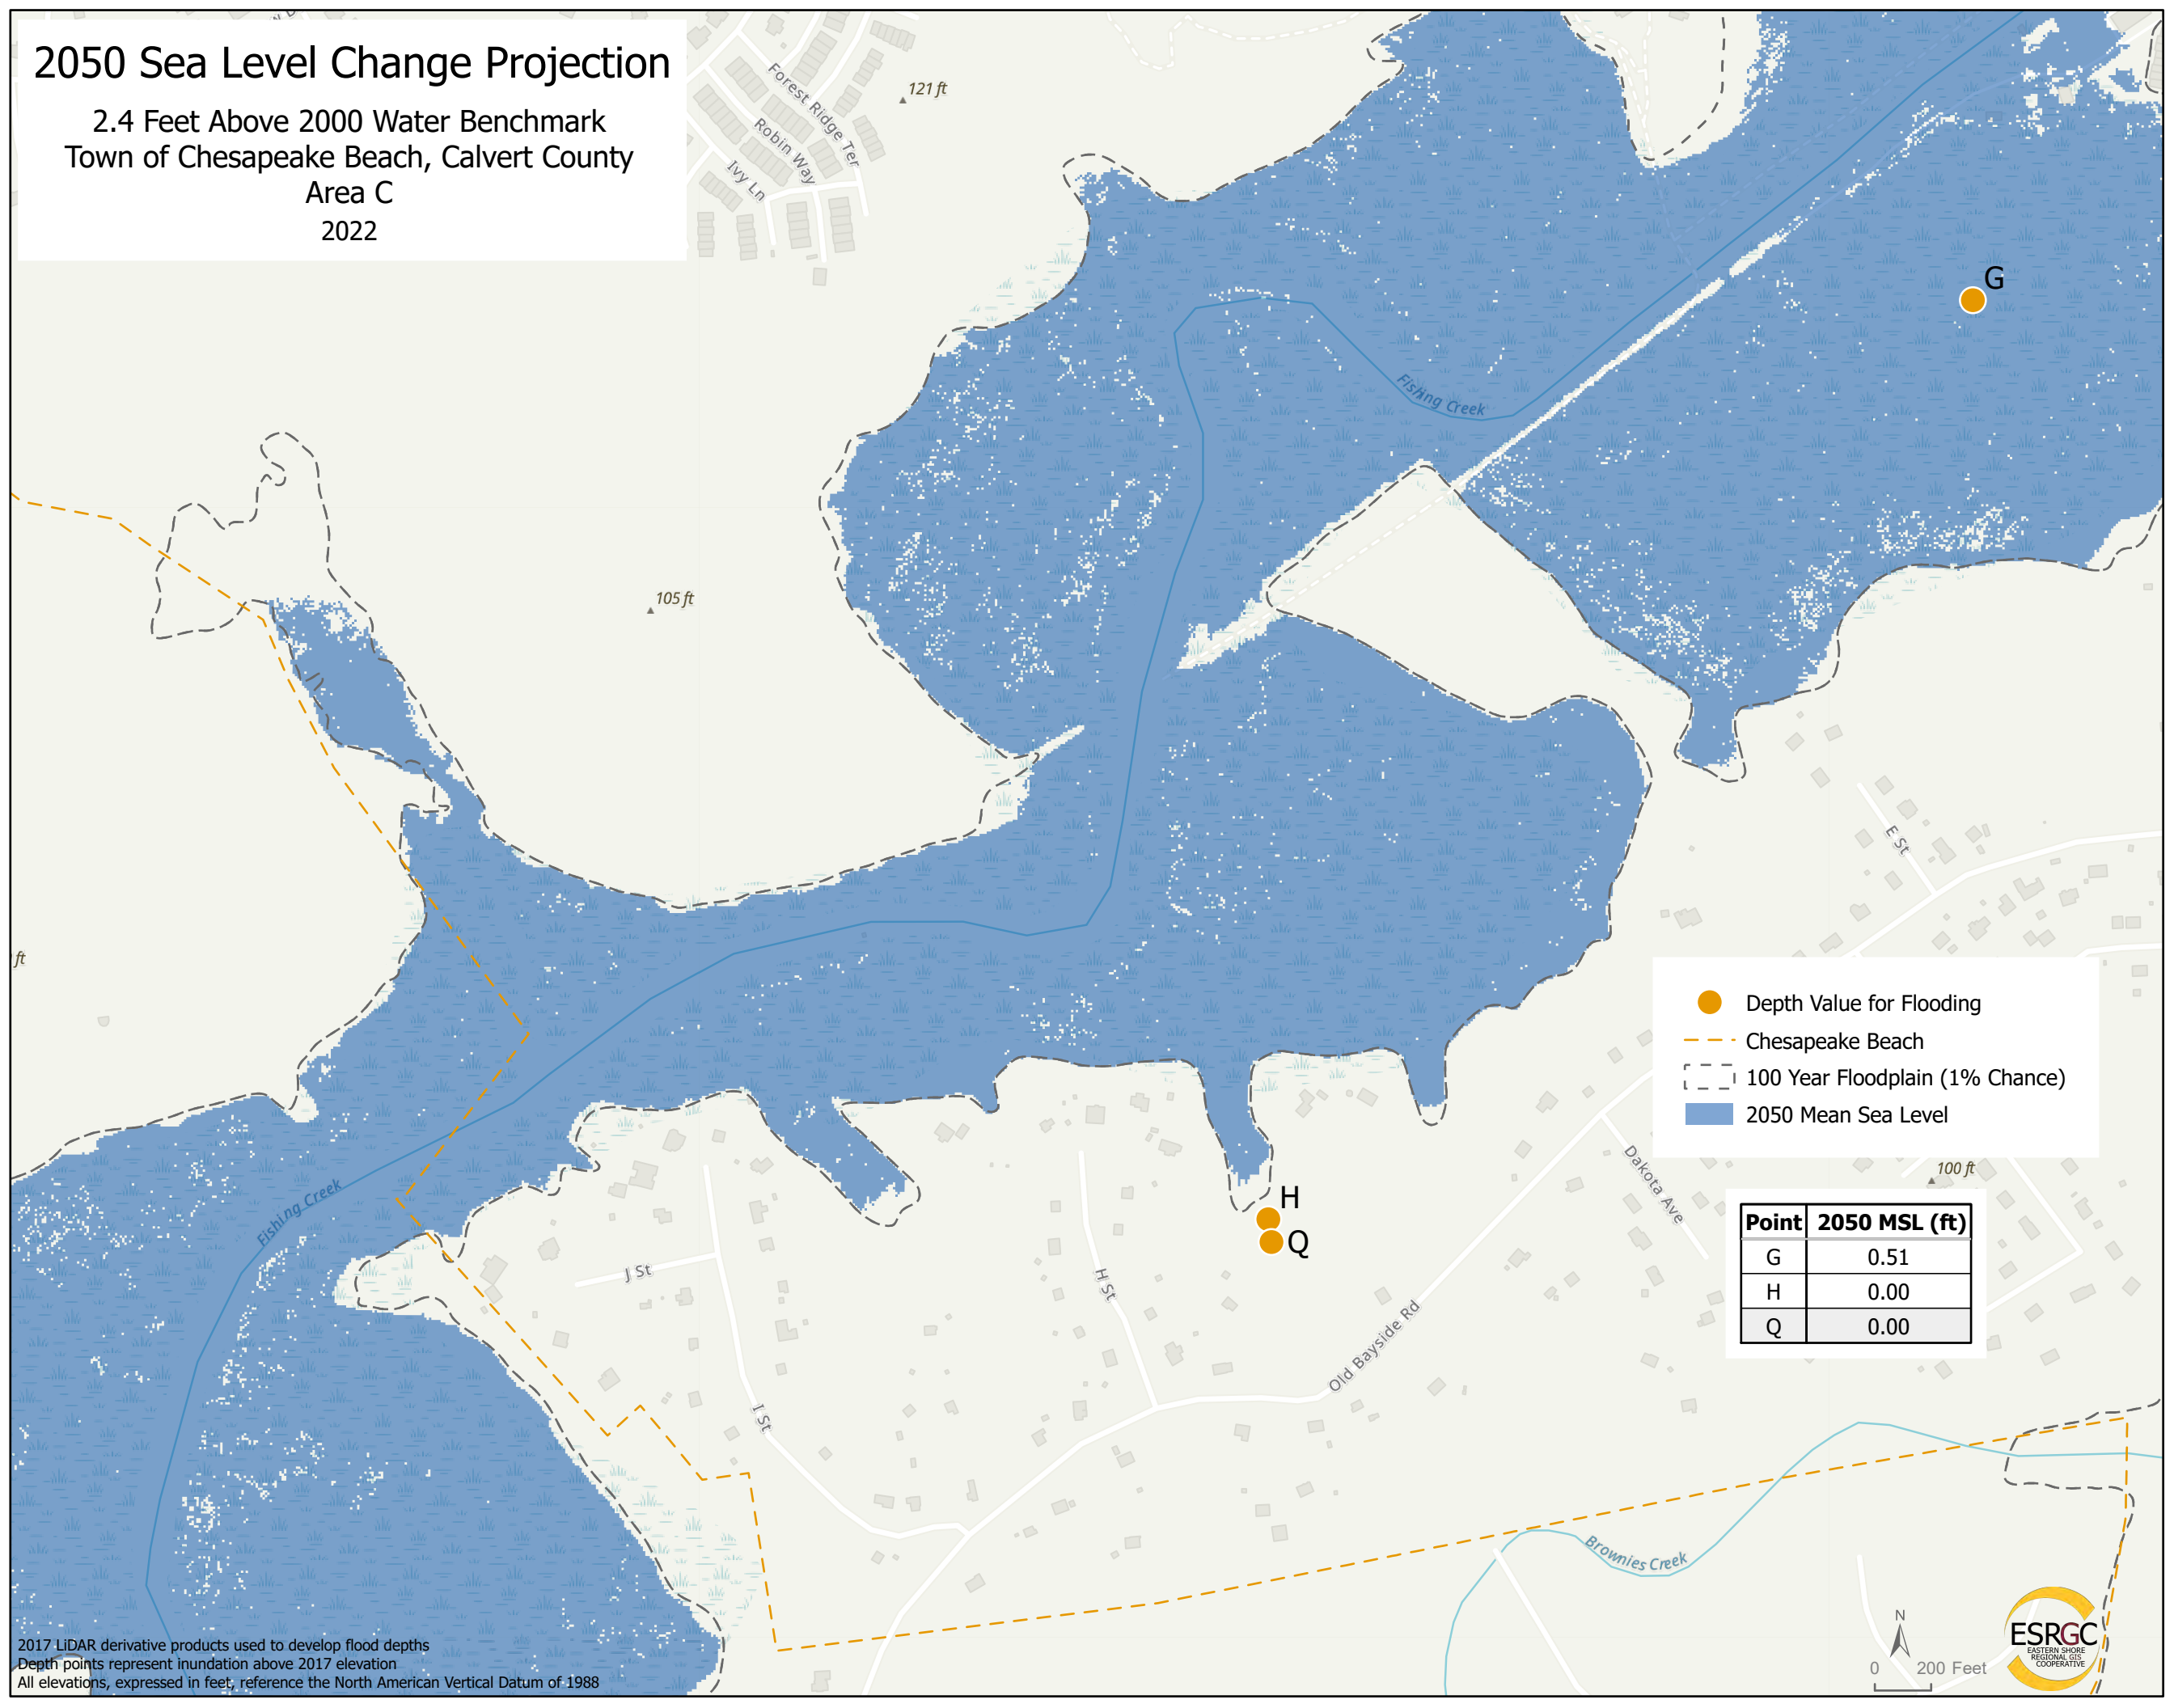 2050 Sea Level Change Projection
2.4 Feet Above 2000 Water Benchmark
Town of Chesapeake Beach, Calvert County
Area C
2022
Forest Ridge Ter
Robin Way
Ivy Ln
121 ft
G
Fishing Creek
105 ft
E St
ft
Depth Value for Flooding
Chesapeake Beach
100 Year Floodplain (1% Chance)
2050 Mean Sea Level
Dakota Ave
100 ft
Fishing Creek
H
Q
Point 2050 MSL (ft)
G 0.51
H 0.00
Q 0.00
J St
H St
Old Bayside Rd
I St
Brownies Creek
N
0 200 Feet
ESRGC
EASTERN SHORE
REGIONAL GIS
COOPERATIVE
2017 LiDAR derivative products used to develop flood depths
Depth points represent inundation above 2017 elevation
All elevations, expressed in feet, reference the North American Vertical Datum of 1988